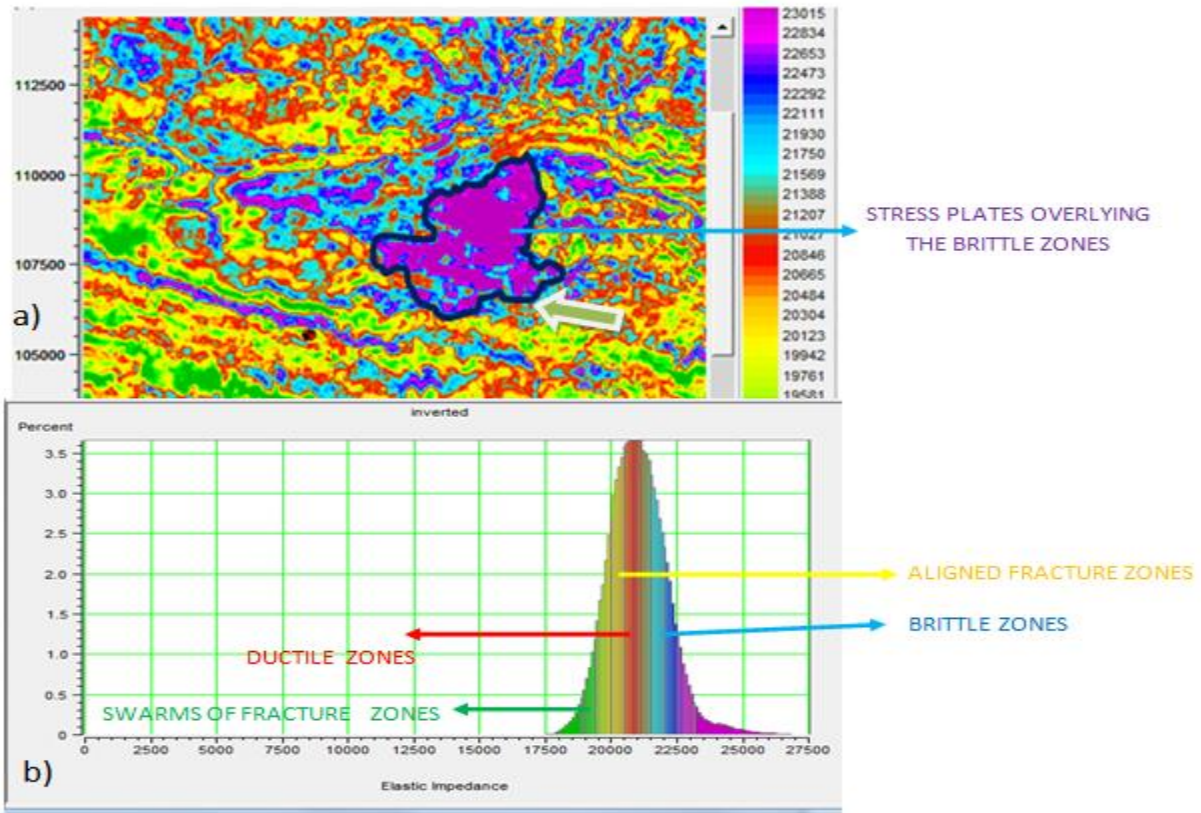 23015
22834
22653
22473
22292
22111
21930
21750
21569
21388
21207
21027
20846
20665
20484
20304
20123
19942
19761
19581
112500
110000
107500
105000
a)
STRESS PLATES OVERLYING
THE BRITTLE ZONES
inverted
Percent
3.5
3.0
2.5
2.0
1.5
1.0
0.5
0
0 2500 5000 7500 10000 12500 15000 17500 20000 22500 25000 27500
Elastic Impedance
b)
ALIGNED FRACTURE ZONES
BRITTLE ZONES
DUCTILE ZONES
SWARMS OF FRACTURE ZONES